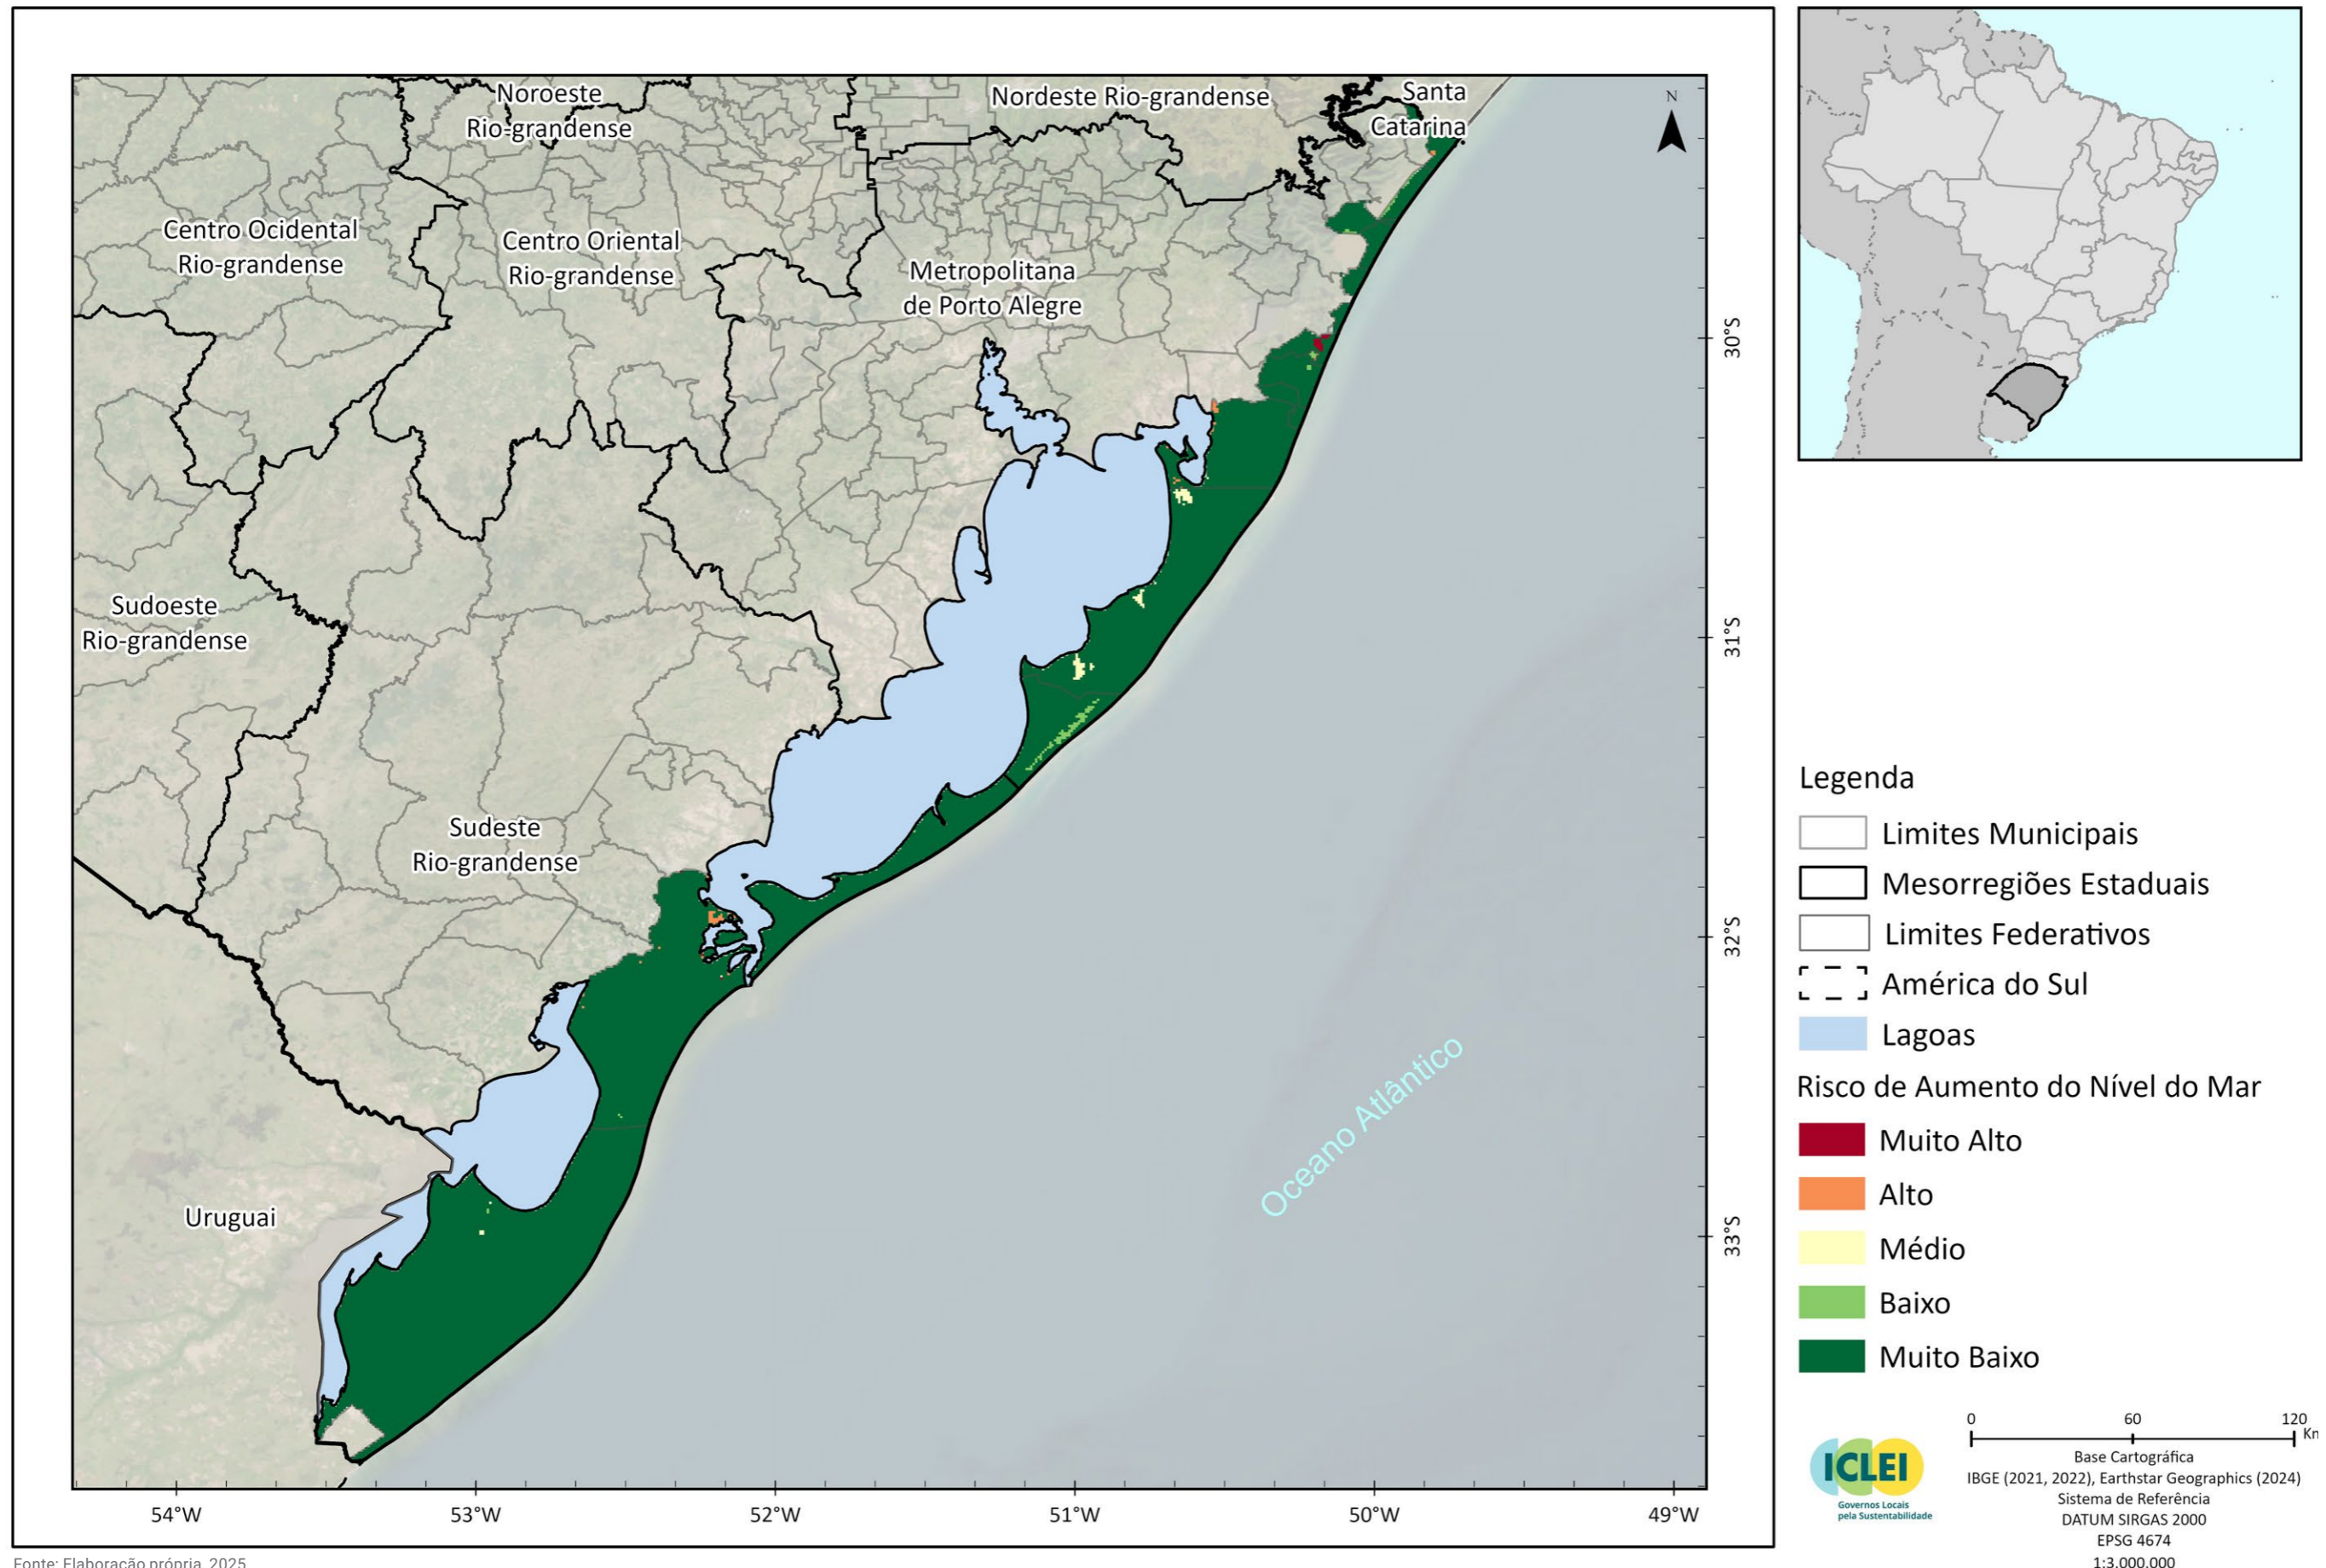 Noroeste
Rio-grandense
Nordeste Rio-grandense
Santa
Catarina
N
Centro Ocidental
Rio-grandense
Centro Oriental
Rio-grandense
Metropolitana
de Porto Alegre
30°S
Sudoeste
Rio-grandense
31°S
Sudeste
Rio-grandense
32°S
Oceano Atlântico
Uruguai
33°S
54°W
53°W
52°W
51°W
50°W
49°W
Legenda
Limites Municipais
Mesorregiões Estaduais
Limites Federativos
América do Sul
Lagoas
Risco de Aumento do Nível do Mar
Muito Alto
Alto
Médio
Baixo
Muito Baixo
0 60 120
Km
ICLEI
Governos Locais
pela Sustentabilidade
Base Cartográfica
IBGE (2021, 2022), Earthstar Geographics (2024)
Sistema de Referência
DATUM SIRGAS 2000
EPSG 4674
1:3.000.000
Fonte: Elaboração própria, 2025